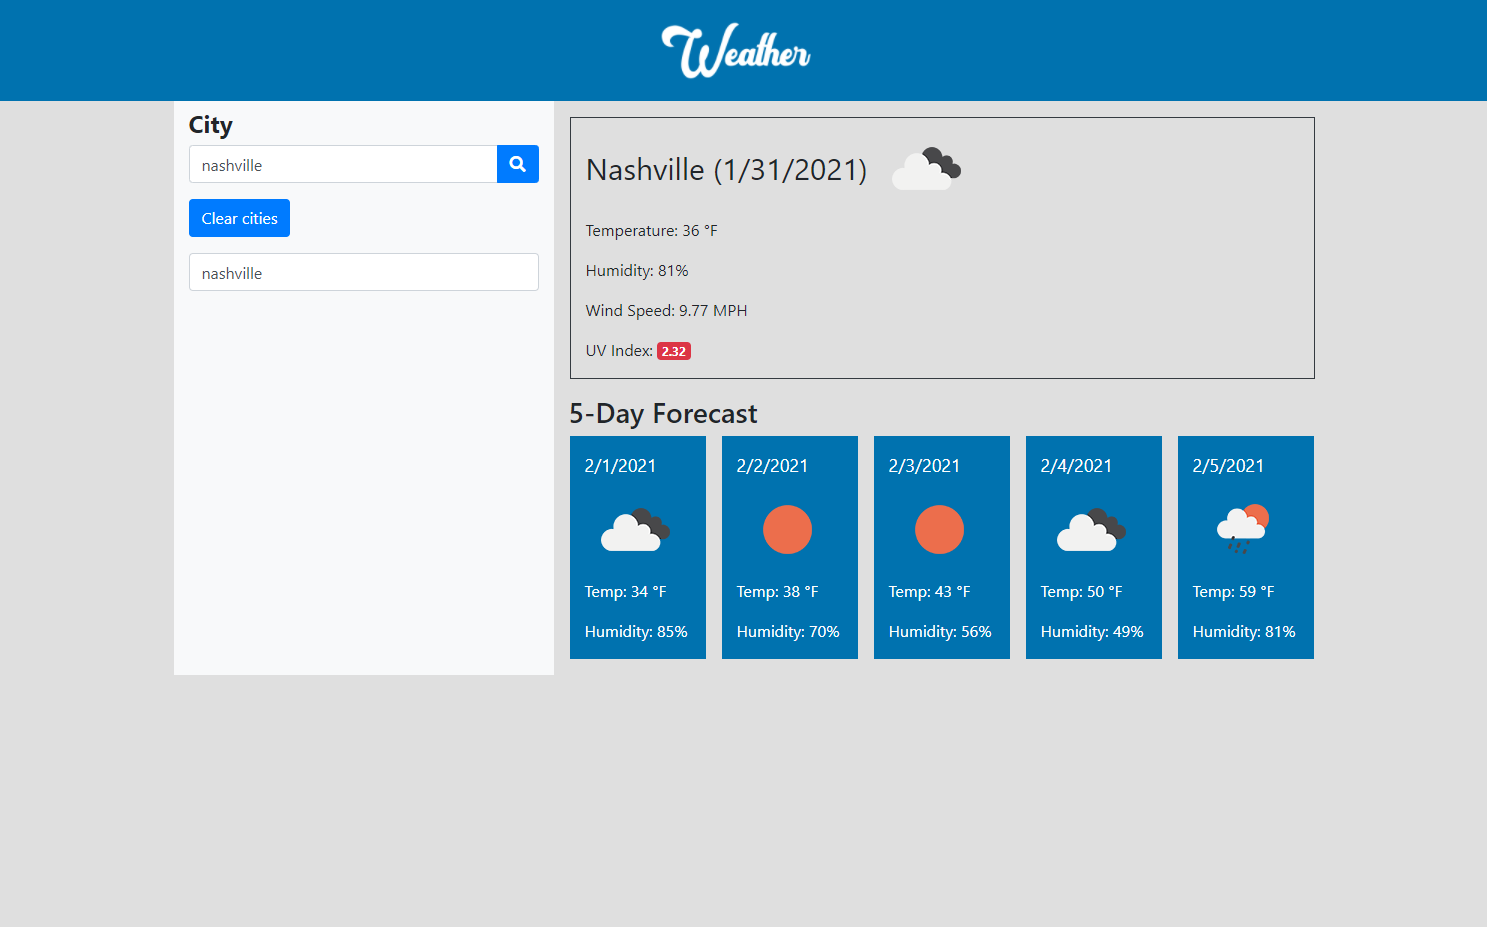 Weather
City
nashville
Clear cities
nashville
Nashville (1/31/2021)
Temperature: 36 °F
Humidity: 81%
Wind Speed: 9.77 MPH
UV Index: 2.32
5-Day Forecast
2/1/2021
Temp: 34 °F
Humidity: 85%
2/2/2021
Temp: 38 °F
Humidity: 70%
2/3/2021
Temp: 43 °F
Humidity: 56%
2/4/2021
Temp: 50 °F
Humidity: 49%
2/5/2021
Temp: 59 °F
Humidity: 81%